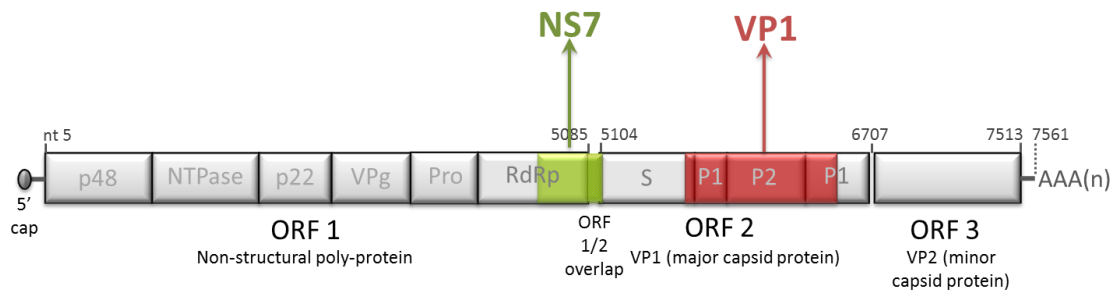 NS7 VP1
nt 5 5085 5104 6707 7513 7561
p48 NTPase p22 VPg Pro RdRp S P1 P2 P1 AAA(n)
5’
cap
ORF 1
Non-structural poly-protein
ORF
1/2
overlap
ORF 2
VP1 (major capsid protein)
ORF 3
VP2 (minor
capsid protein)